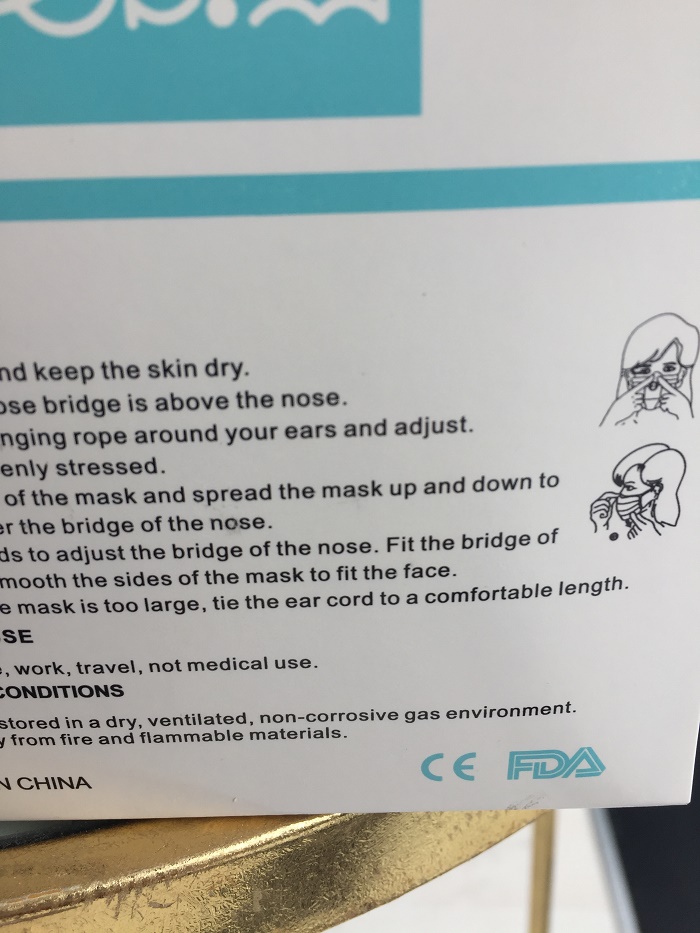 nd keep the skin dry.
ose bridge is above the nose.
nging rope around your ears and adjust.
enly stressed.
of the mask and spread the mask up and down to
er the bridge of the nose.
ds to adjust the bridge of the nose. Fit the bridge of
mooth the sides of the mask to fit the face.
e mask is too large, tie the ear cord to a comfortable length.
SE
, work, travel, not medical use.
CONDITIONS
stored in a dry, ventilated, non-corrosive gas environment.
y from fire and flammable materials.
N CHINA
CE FDA